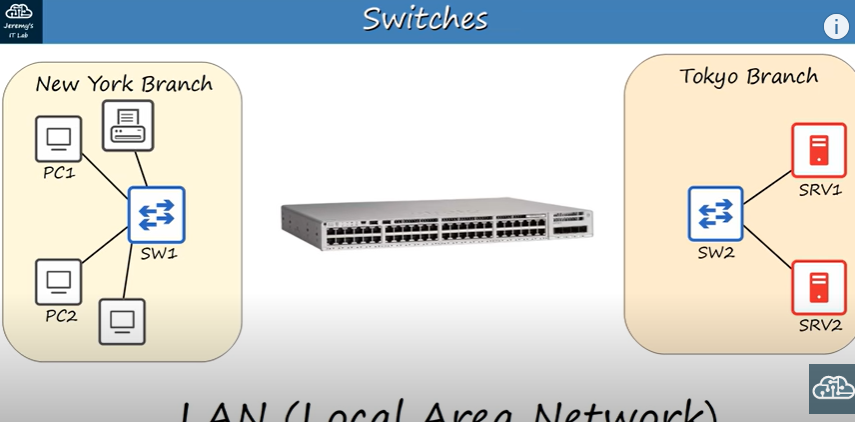 Jeremy's
IT Lab
Switches
i
New York Branch
PC1
SW1
PC2
Tokyo Branch
SRV1
SW2
SRV2
LAN (Local Area Network)